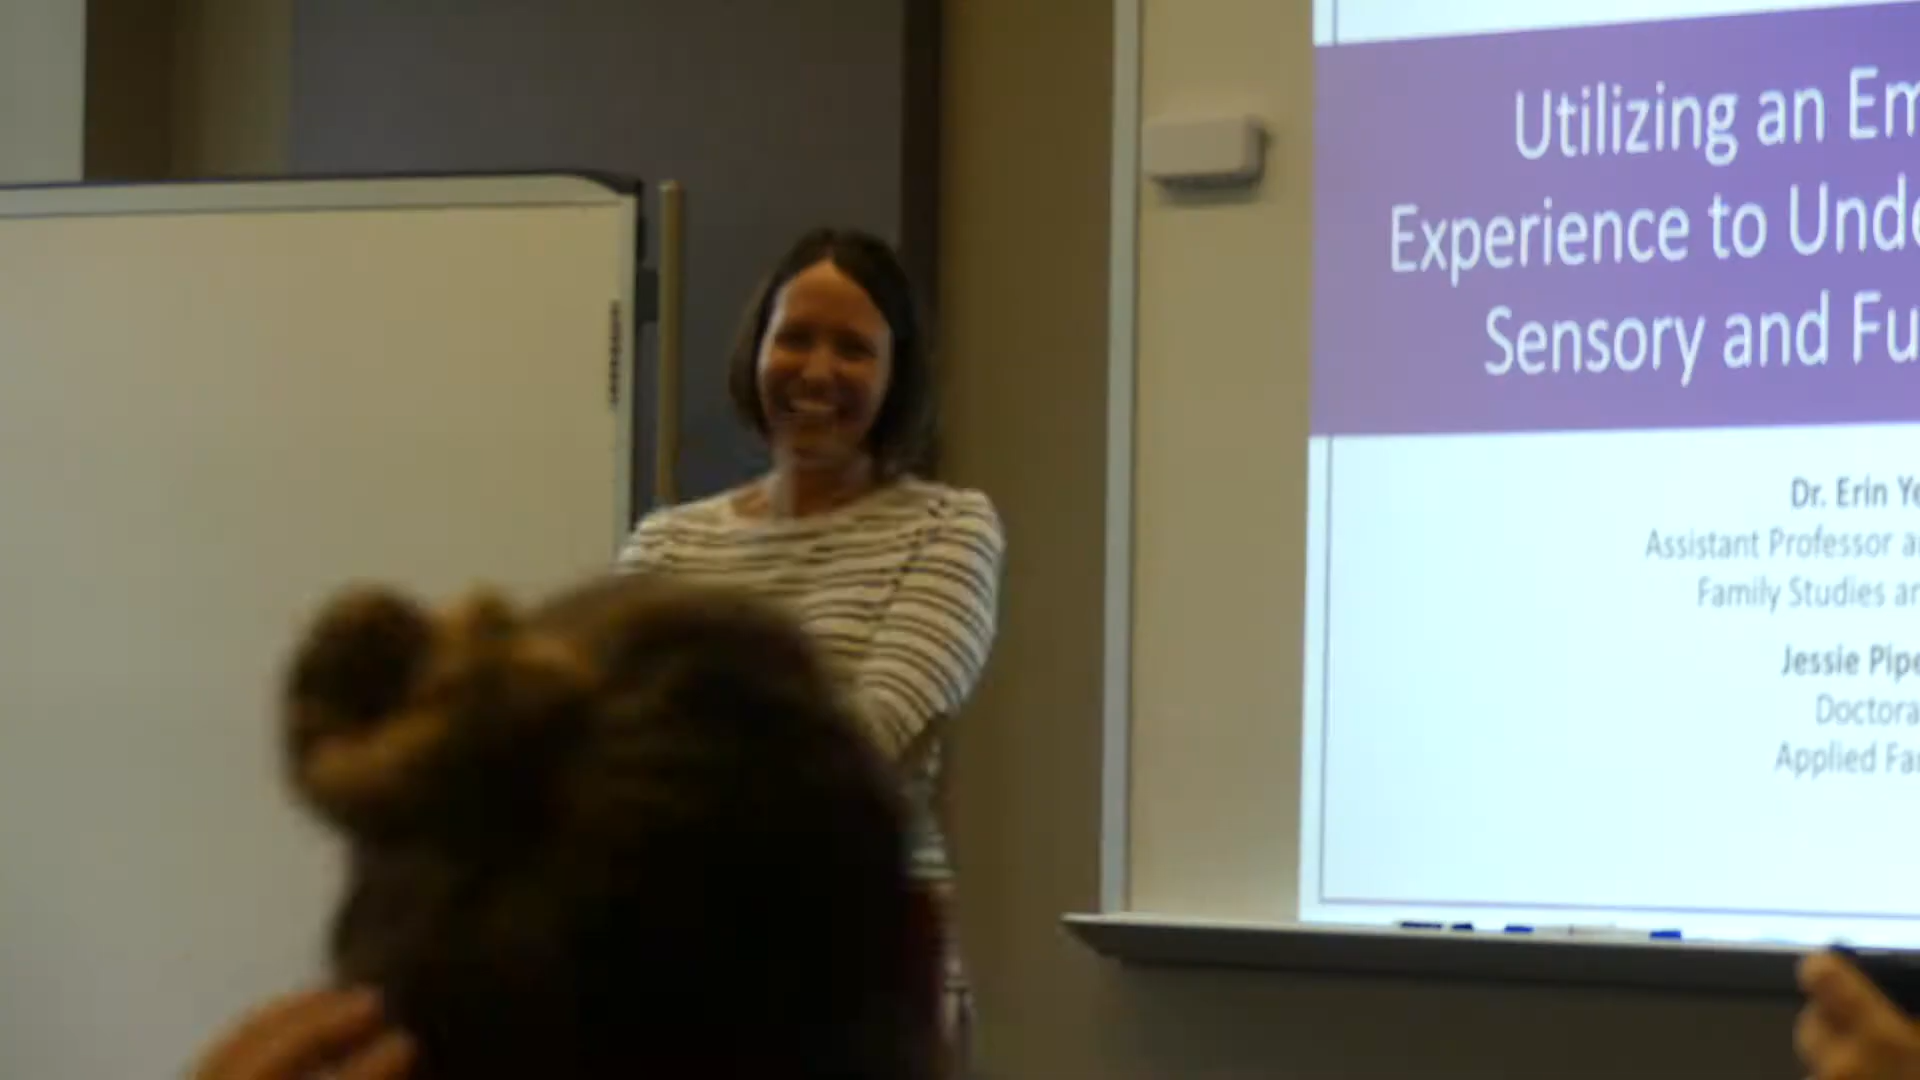 Utilizing an Em
Experience to Unde
Sensory and Fu
Dr. Erin Ye
Assistant Professor a
Family Studies an
Jessie Pipe
Doctora
Applied Fa